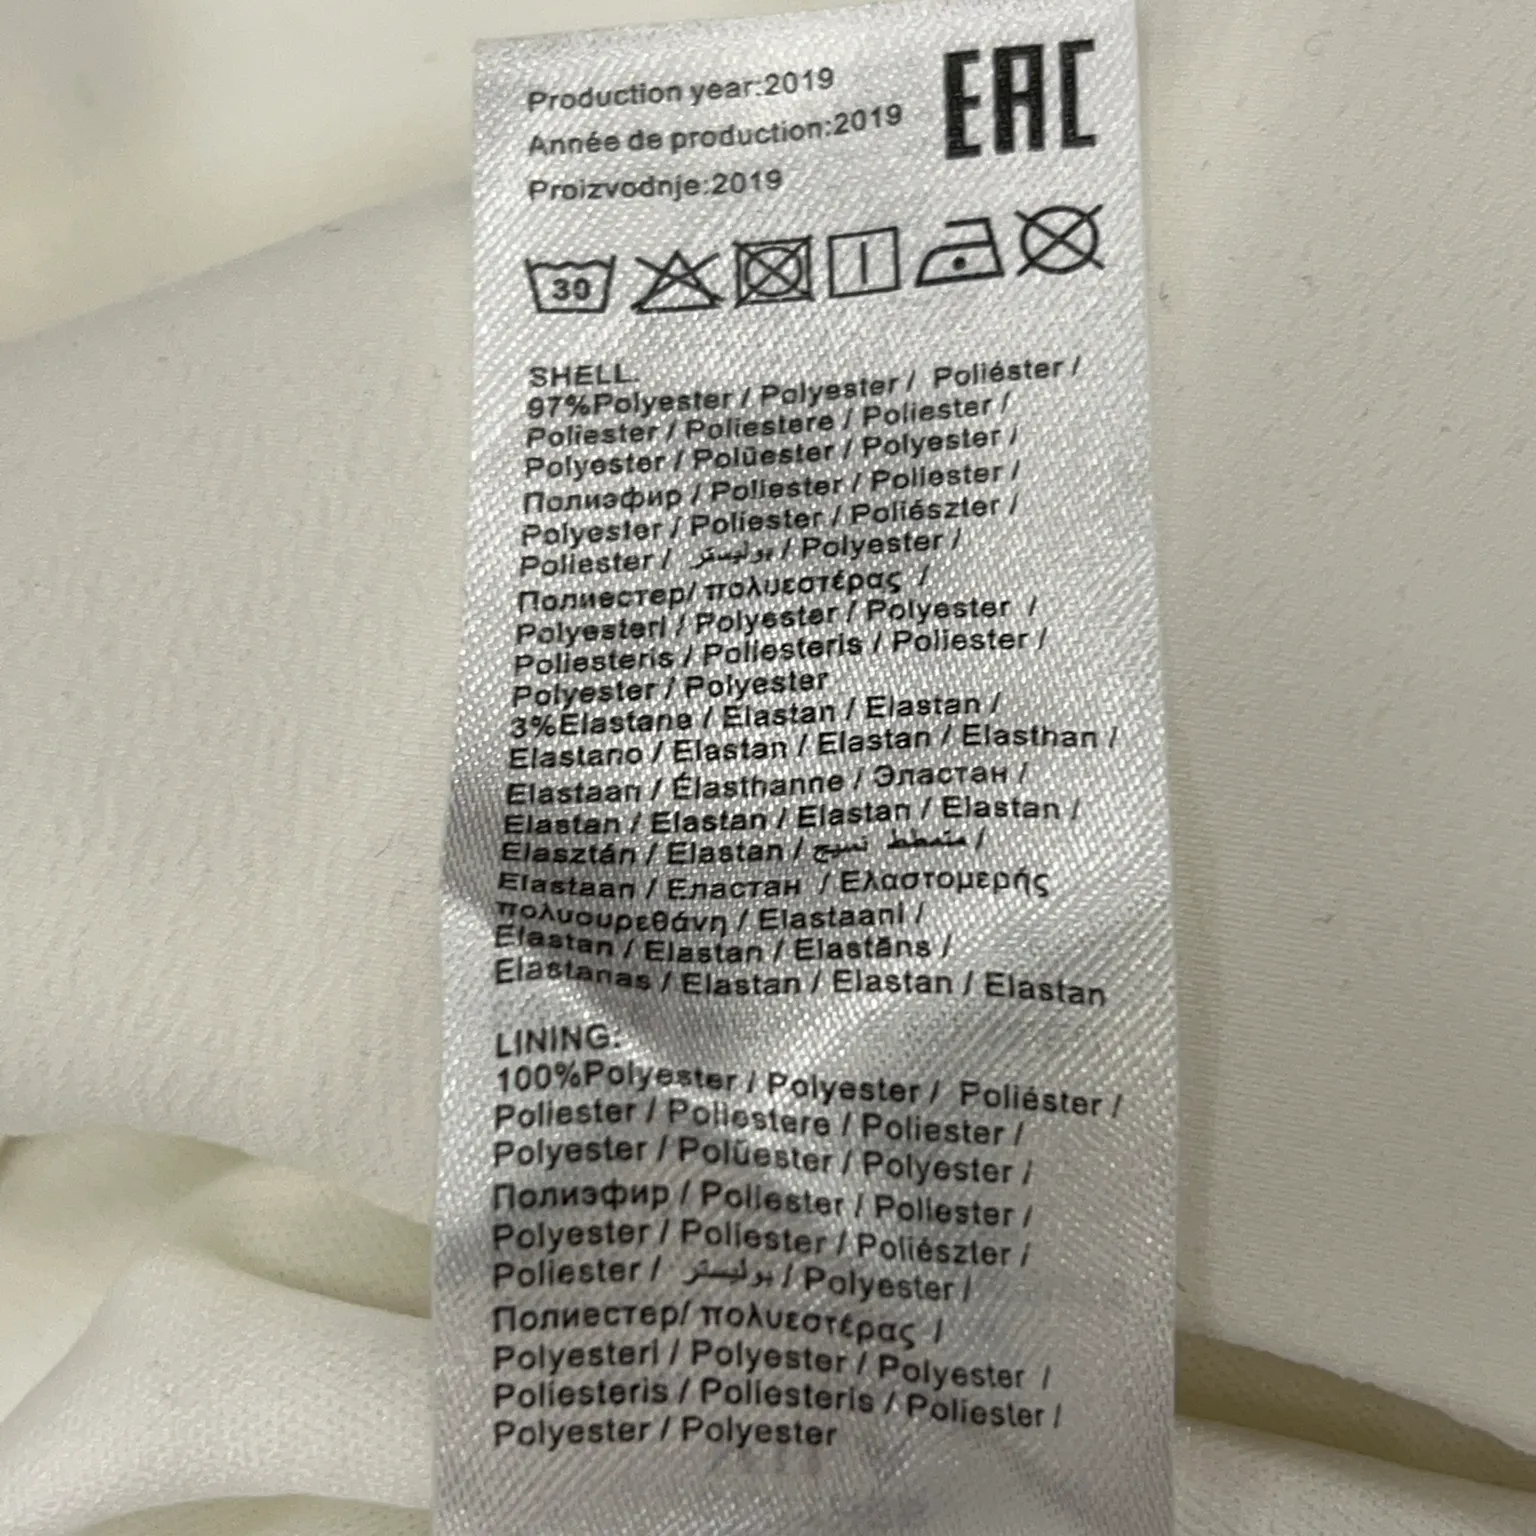 Production year:2019
Année de production:2019
Proizvodnje:2019
EAC
30
SHELL:
97%Polyester / Polyester / Poliéster /
Poliester / Poliestere / Poliester /
Polyester / Polüester / Polyester /
Полиэфир / Poliester / Poliester /
Polyester / Poliester / Poliészter /
Poliester / بوليستر / Polyester /
Полиестер/ πολυεστέρας /
Polyesteri / Polyester / Polyester /
Poliesteris / Poliesteris / Poliester /
Polyester / Polyester
3%Elastane / Elastan / Elastan /
Elastano / Elastan / Elastan / Elasthan /
Elastaan / Élasthanne / Эластан /
Elastan / Elastan / Elastan / Elastan /
Elasztán / Elastan / متمطط نسيج /
Elastaan / Еластан / Ελαστομερής
πολυουρεθάνη / Elastaani /
Elastan / Elastan / Elastāns /
Elastanas / Elastan / Elastan / Elastan
LINING:
100%Polyester / Polyester / Poliéster /
Poliester / Poliestere / Poliester /
Polyester / Polüester / Polyester /
Полиэфир / Poliester / Poliester /
Polyester / Poliester / Poliészter /
Poliester / بوليستر / Polyester /
Полиестер/ πολυεστέρας /
Polyesteri / Polyester / Polyester /
Poliesteris / Poliesteris / Poliester /
Polyester / Polyester